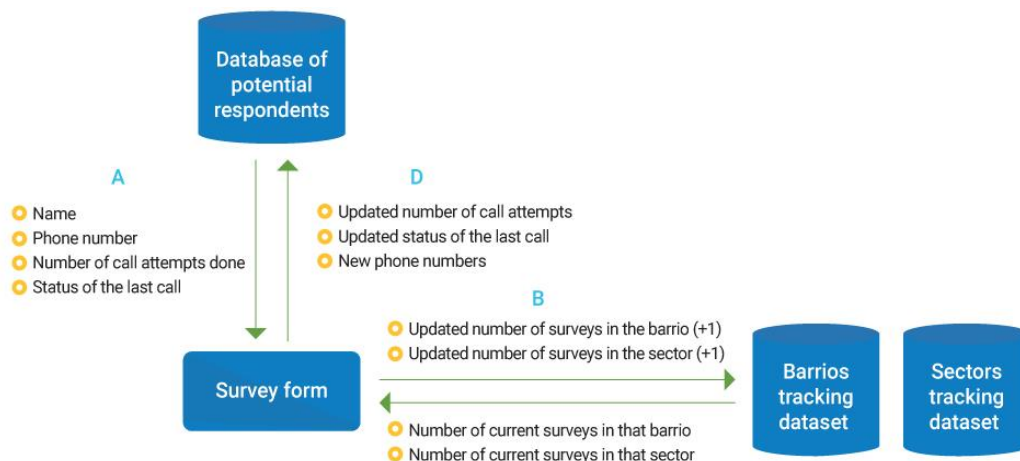 Database of
potential
respondents
A
Name
Phone number
Number of call attempts done
Status of the last call
D
Updated number of call attempts
Updated status of the last call
New phone numbers
B
Updated number of surveys in the barrio (+1)
Updated number of surveys in the sector (+1)
Survey form
Number of current surveys in that barrio
Number of current surveys in that sector
Barrios
tracking
dataset
Sectors
tracking
dataset